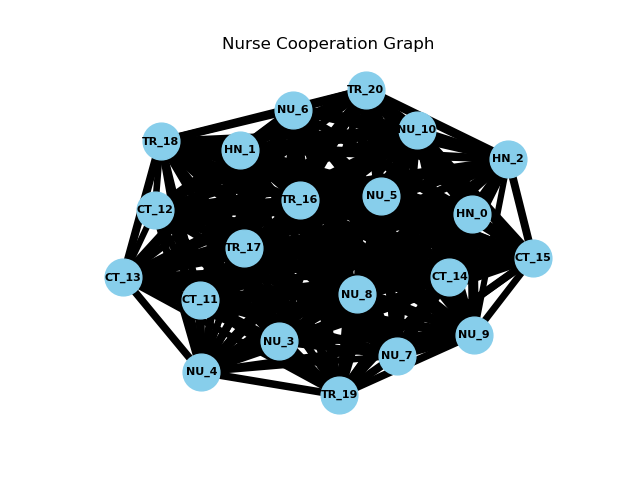 Nurse Cooperation Graph
TR_20
NU_6
NU_10
TR_18
HN_1
HN_2
TR_16
NU_5
CT_12
HN_0
TR_17
CT_15
CT_13
CT_14
NU_8
CT_11
NU_9
NU_3
NU_7
NU_4
TR_19